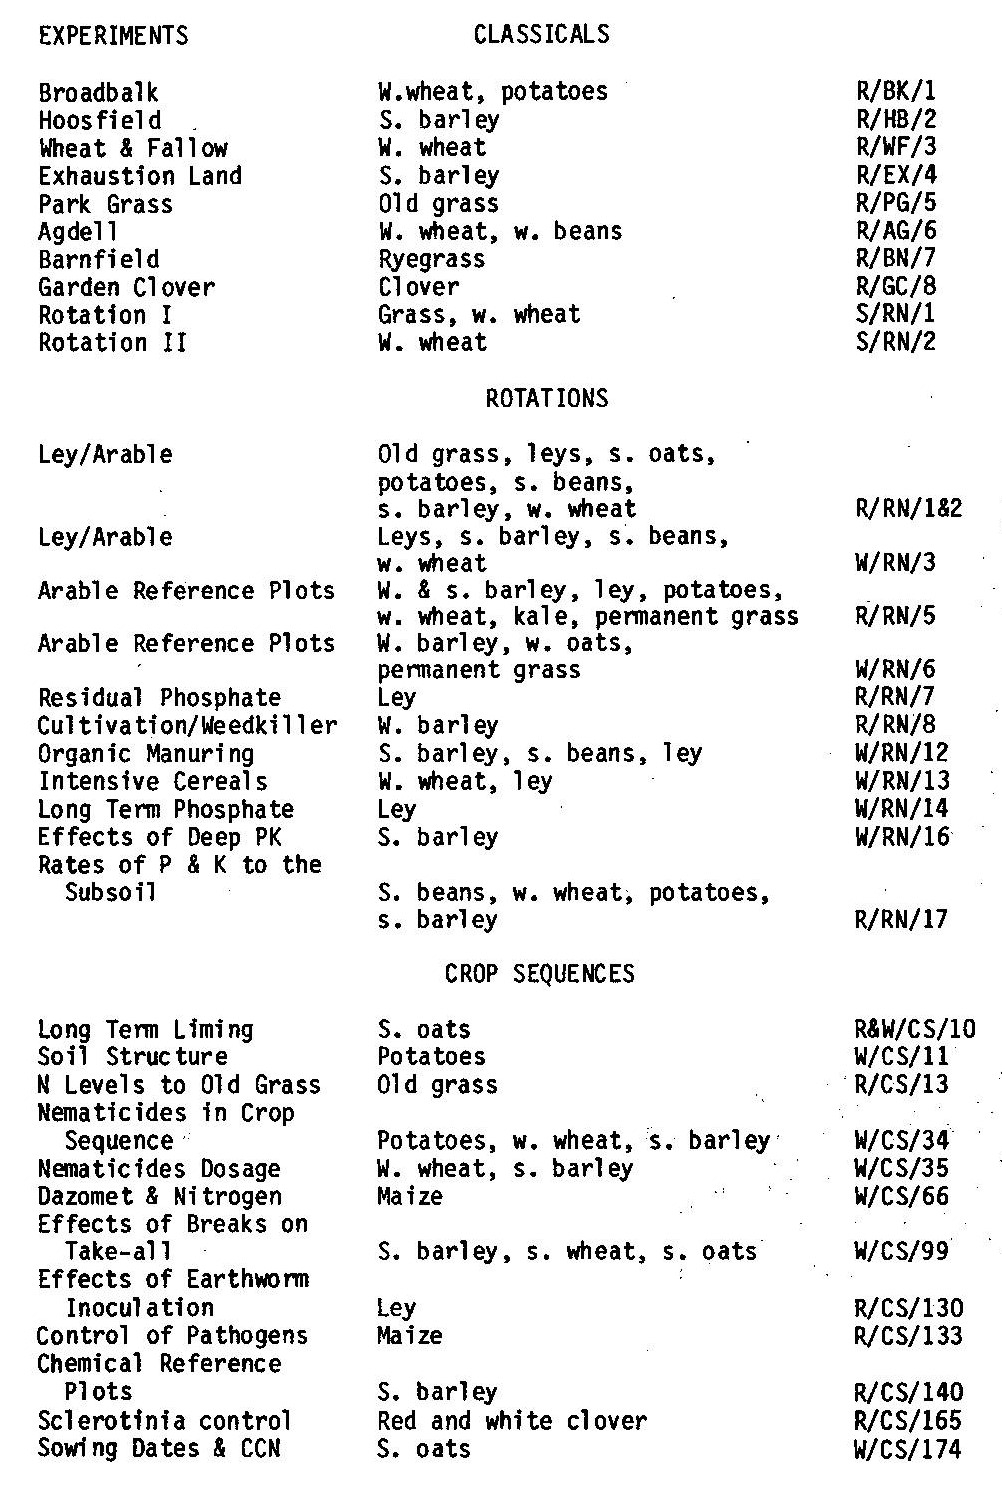 EXPERIMENTS CLASSICALS
Broadbalk W.wheat, potatoes R/BK/1
Hoosfield S. barley R/HB/2
Wheat & Fallow W. wheat R/WF/3
Exhaustion Land S. barley R/EX/4
Park Grass Old grass R/PG/5
Agdell W. wheat, w. beans R/AG/6
Barnfield Ryegrass R/BN/7
Garden Clover Clover R/GC/8
Rotation I Grass, w. wheat S/RN/1
Rotation II W. wheat S/RN/2
ROTATIONS
Ley/Arable Old grass, leys, s. oats,
potatoes, s. beans,
s. barley, w. wheat R/RN/1&2
Ley/Arable Leys, s. barley, s. beans,
w. wheat W/RN/3
Arable Reference Plots W. & s. barley, ley, potatoes,
w. wheat, kale, permanent grass R/RN/5
Arable Reference Plots W. barley, w. oats,
permanent grass W/RN/6
Residual Phosphate Ley R/RN/7
Cultivation/Weedkiller W. barley R/RN/8
Organic Manuring S. barley, s. beans, ley W/RN/12
Intensive Cereals W. wheat, ley W/RN/13
Long Term Phosphate Ley W/RN/14
Effects of Deep PK S. barley W/RN/16
Rates of P & K to the
Subsoil S. beans, w. wheat, potatoes,
s. barley R/RN/17
CROP SEQUENCES
Long Term Liming S. oats R&W/CS/10
Soil Structure Potatoes W/CS/11
N Levels to Old Grass Old grass R/CS/13
Nematicides in Crop
Sequence Potatoes, w. wheat, s. barley W/CS/34
Nematicides Dosage W. wheat, s. barley W/CS/35
Dazomet & Nitrogen Maize W/CS/66
Effects of Breaks on
Take-all S. barley, s. wheat, s. oats W/CS/99
Effects of Earthworm
Inoculation Ley R/CS/130
Control of Pathogens Maize R/CS/133
Chemical Reference
Plots S. barley R/CS/140
Sclerotinia control Red and white clover R/CS/165
Sowing Dates & CCN S. oats W/CS/174